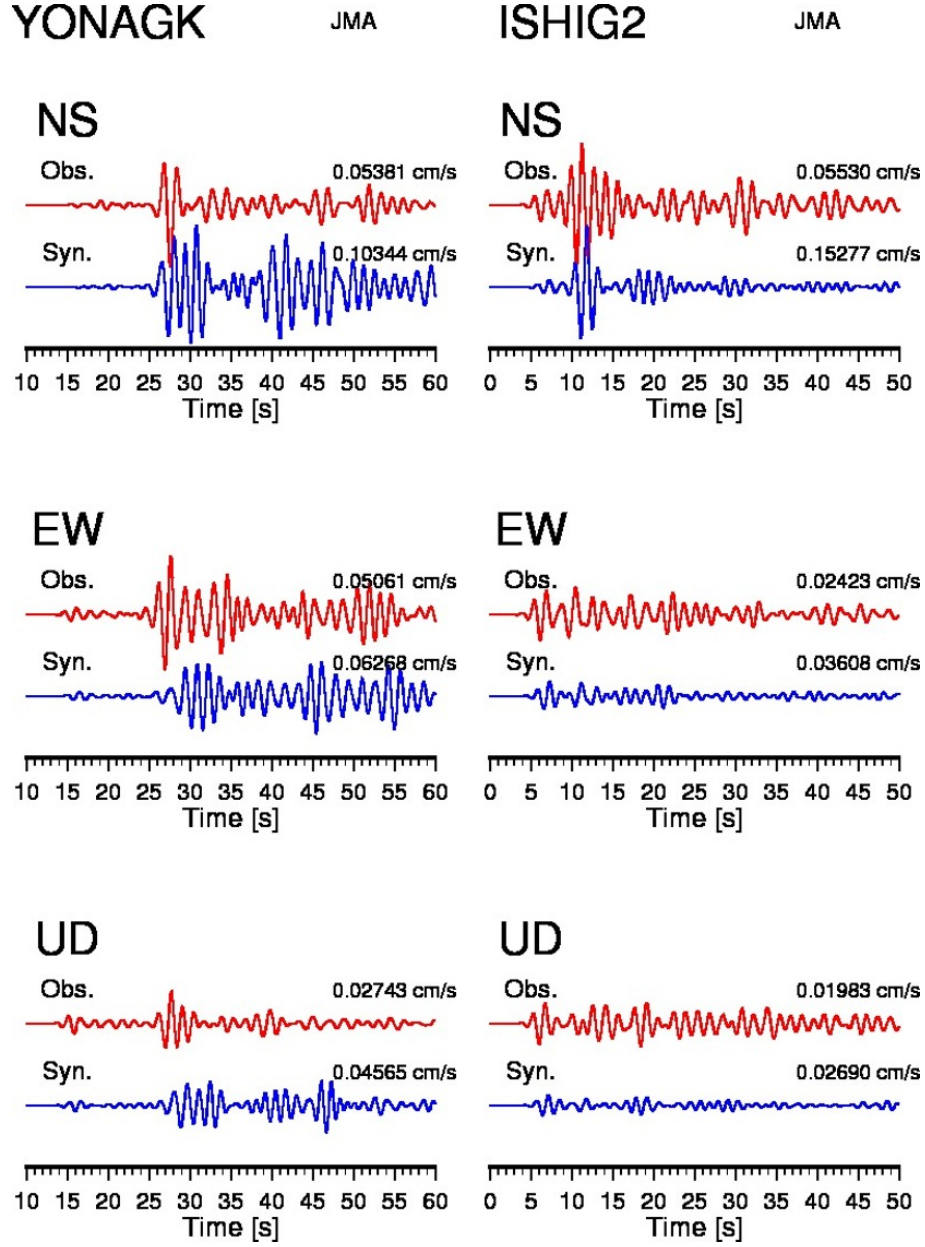 YONAGK JMA ISHIG2 JMA
NS NS
Obs. 0.05381 cm/s 0.05530 cm/s
Syn. 0.10344 cm/s 0.15277 cm/s
10 15 20 25 30 35 40 45 50 55 60 0 5 10 15 20 25 30 35 40 45 50
Time [s] Time [s]
EW EW
Obs. 0.05061 cm/s Obs. 0.02423 cm/s
Syn. 0.06268 cm/s Syn. 0.03608 cm/s
10 15 20 25 30 35 40 45 50 55 60 0 5 10 15 20 25 30 35 40 45 50
Time [s] Time [s]
UD UD
Obs. 0.02743 cm/s Obs. 0.01983 cm/s
Syn. 0.04565 cm/s Syn. 0.02690 cm/s
10 15 20 25 30 35 40 45 50 55 60 0 5 10 15 20 25 30 35 40 45 50
Time [s] Time [s]